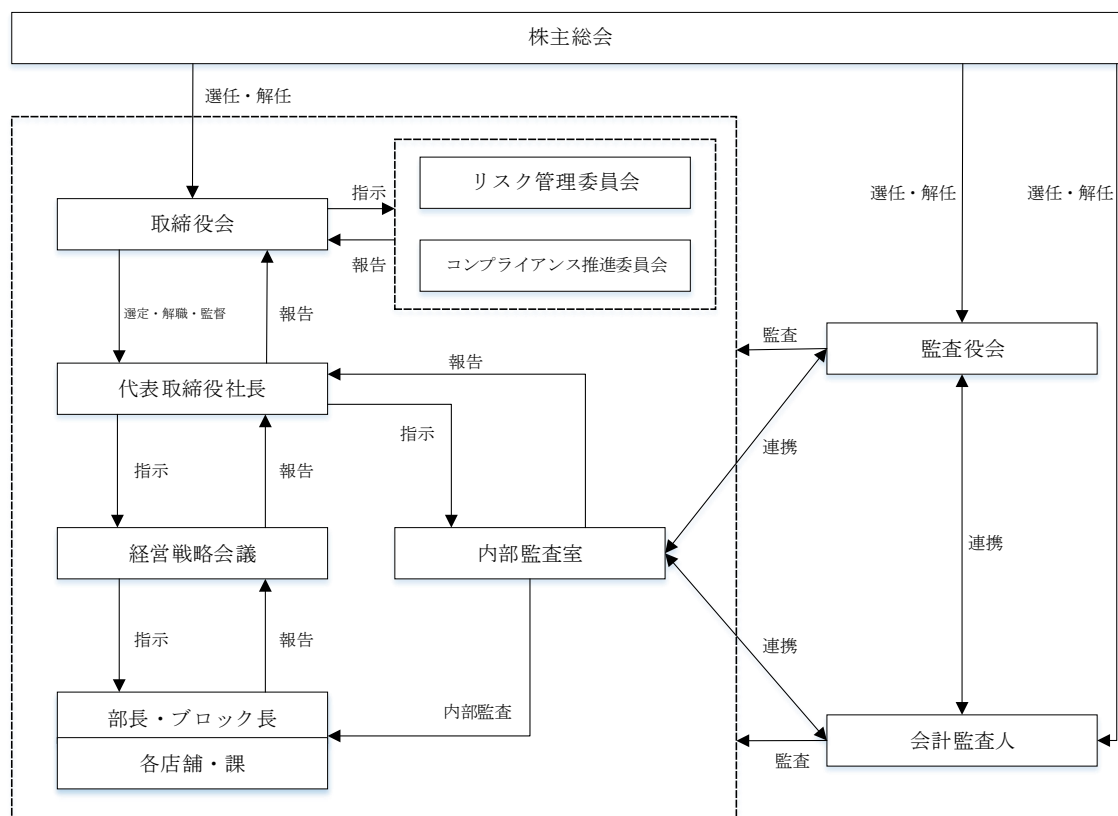 株主総会
選任・解任
リスク管理委員会
指示
選任・解任
選任・解任
取締役会
報告
コンプライアンス推進委員会
選定・解職・監督
報告
監査
監査役会
報告
代表取締役社長
指示
連携
指示
報告
経営戦略会議
内部監査室
連携
指示
報告
連携
部長・ブロック長
内部監査
会計監査人
各店舗・課
監査